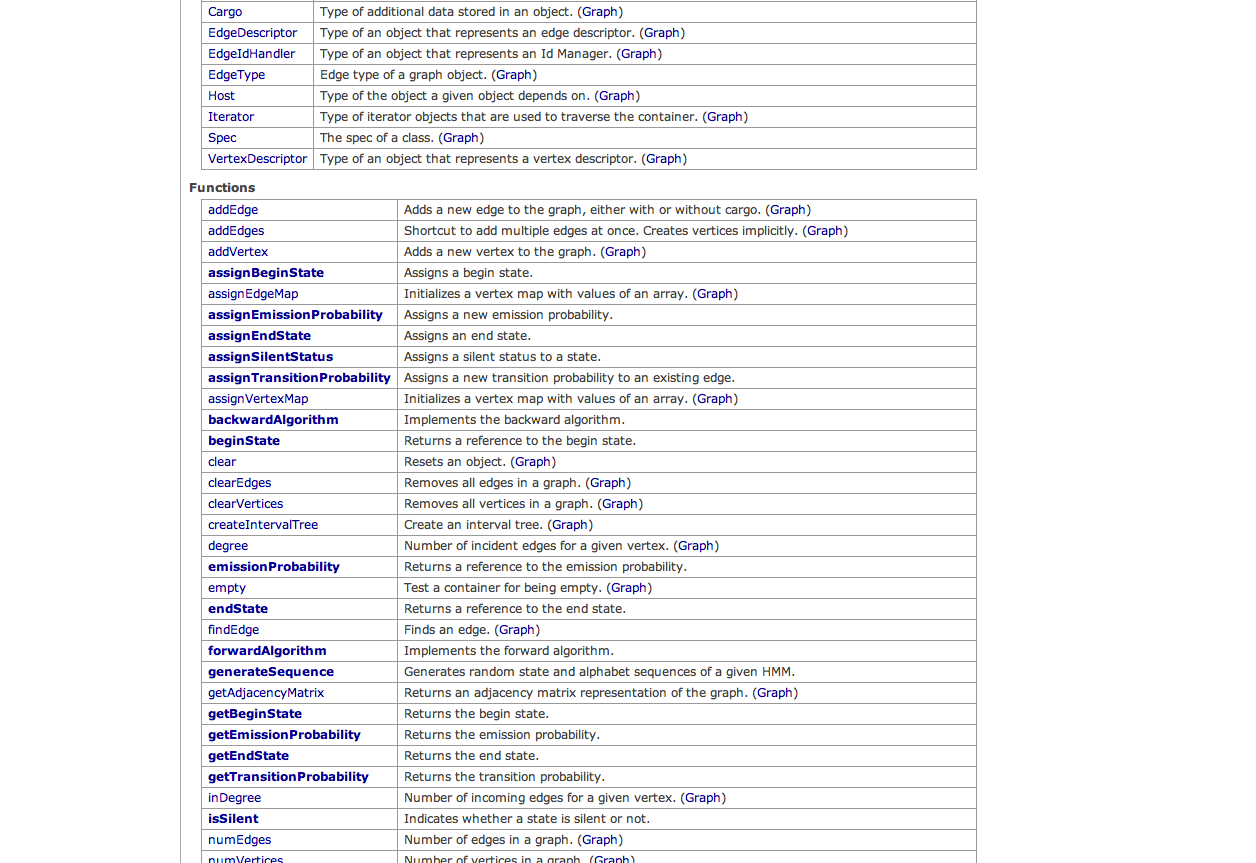 Cargo Type of additional data stored in an object. (Graph)
EdgeDescriptor Type of an object that represents an edge descriptor. (Graph)
EdgeIdHandler Type of an object that represents an Id Manager. (Graph)
EdgeType Edge type of a graph object. (Graph)
Host Type of the object a given object depends on. (Graph)
Iterator Type of iterator objects that are used to traverse the container. (Graph)
Spec The spec of a class. (Graph)
VertexDescriptor Type of an object that represents a vertex descriptor. (Graph)
Functions
addEdge Adds a new edge to the graph, either with or without cargo. (Graph)
addEdges Shortcut to add multiple edges at once. Creates vertices implicitly. (Graph)
addVertex Adds a new vertex to the graph. (Graph)
assignBeginState Assigns a begin state.
assignEdgeMap Initializes a vertex map with values of an array. (Graph)
assignEmissionProbability Assigns a new emission probability.
assignEndState Assigns an end state.
assignSilentStatus Assigns a silent status to a state.
assignTransitionProbability Assigns a new transition probability to an existing edge.
assignVertexMap Initializes a vertex map with values of an array. (Graph)
backwardAlgorithm Implements the backward algorithm.
beginState Returns a reference to the begin state.
clear Resets an object. (Graph)
clearEdges Removes all edges in a graph. (Graph)
clearVertices Removes all vertices in a graph. (Graph)
createIntervalTree Create an interval tree. (Graph)
degree Number of incident edges for a given vertex. (Graph)
emissionProbability Returns a reference to the emission probability.
empty Test a container for being empty. (Graph)
endState Returns a reference to the end state.
findEdge Finds an edge. (Graph)
forwardAlgorithm Implements the forward algorithm.
generateSequence Generates random state and alphabet sequences of a given HMM.
getAdjacencyMatrix Returns an adjacency matrix representation of the graph. (Graph)
getBeginState Returns the begin state.
getEmissionProbability Returns the emission probability.
getEndState Returns the end state.
getTransitionProbability Returns the transition probability.
inDegree Number of incoming edges for a given vertex. (Graph)
isSilent Indicates whether a state is silent or not.
numEdges Number of edges in a graph. (Graph)
numVertices Number of vertices in a graph. (Graph)